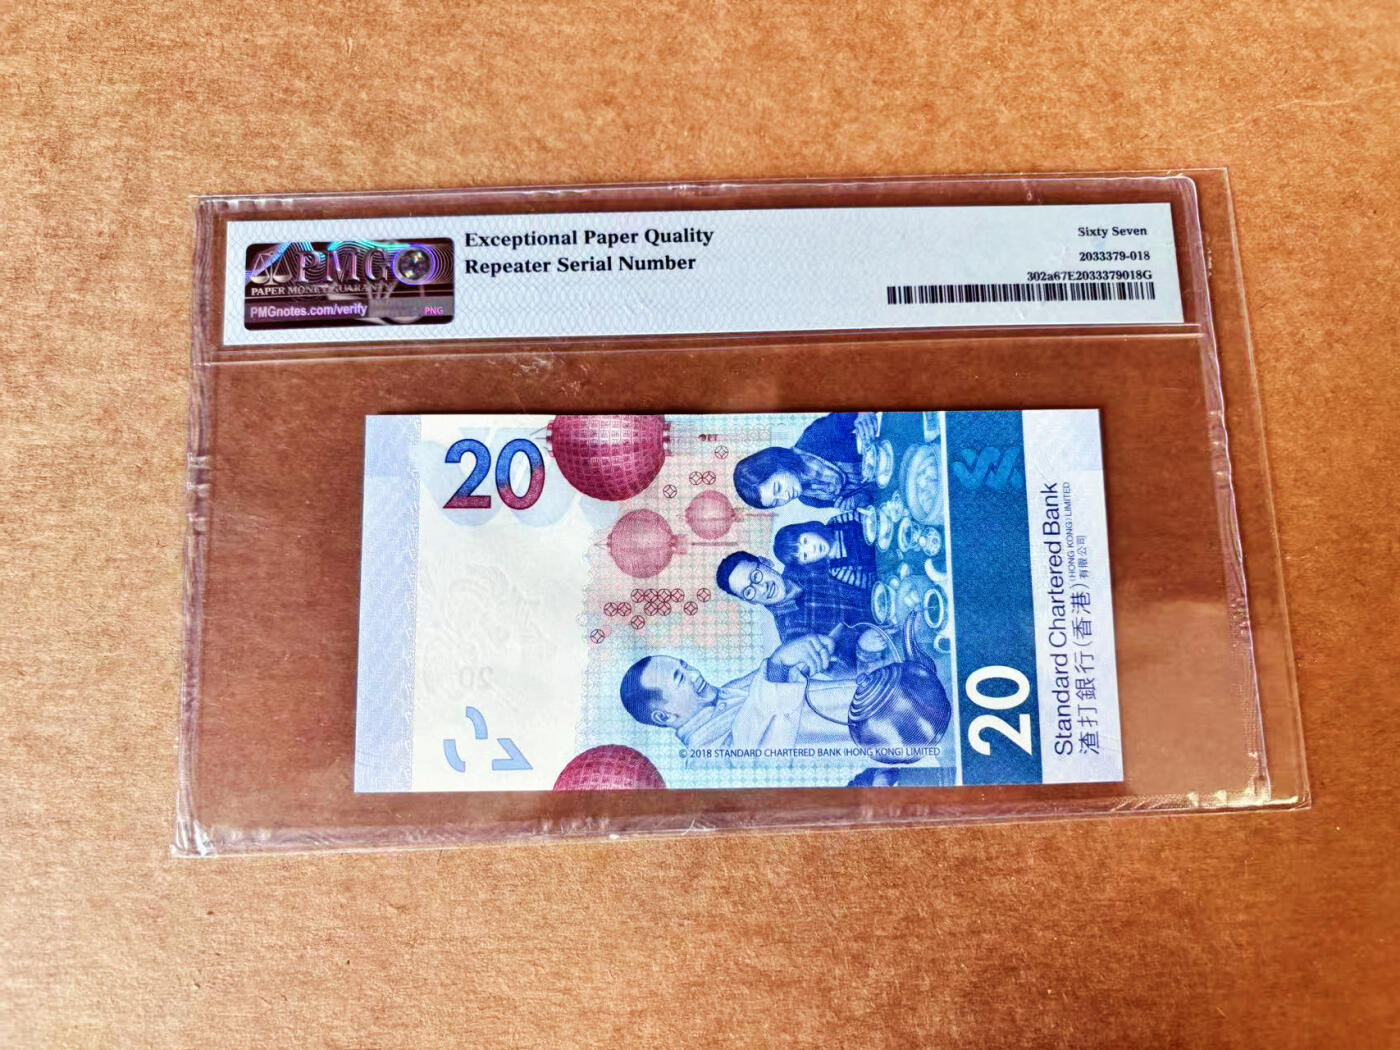 PMG
PAPER MONEY GUARANTY
PMGnotes.com/verify
PNG
Exceptional Paper Quality
Repeater Serial Number
Sixty Seven
2033379-018
302a67E2033379018G
20
20
© 2018 STANDARD CHARTERED BANK (HONG KONG) LIMITED
20
Standard Chartered Bank
(HONG KONG) LIMITED
渣打銀行(香港)有限公司